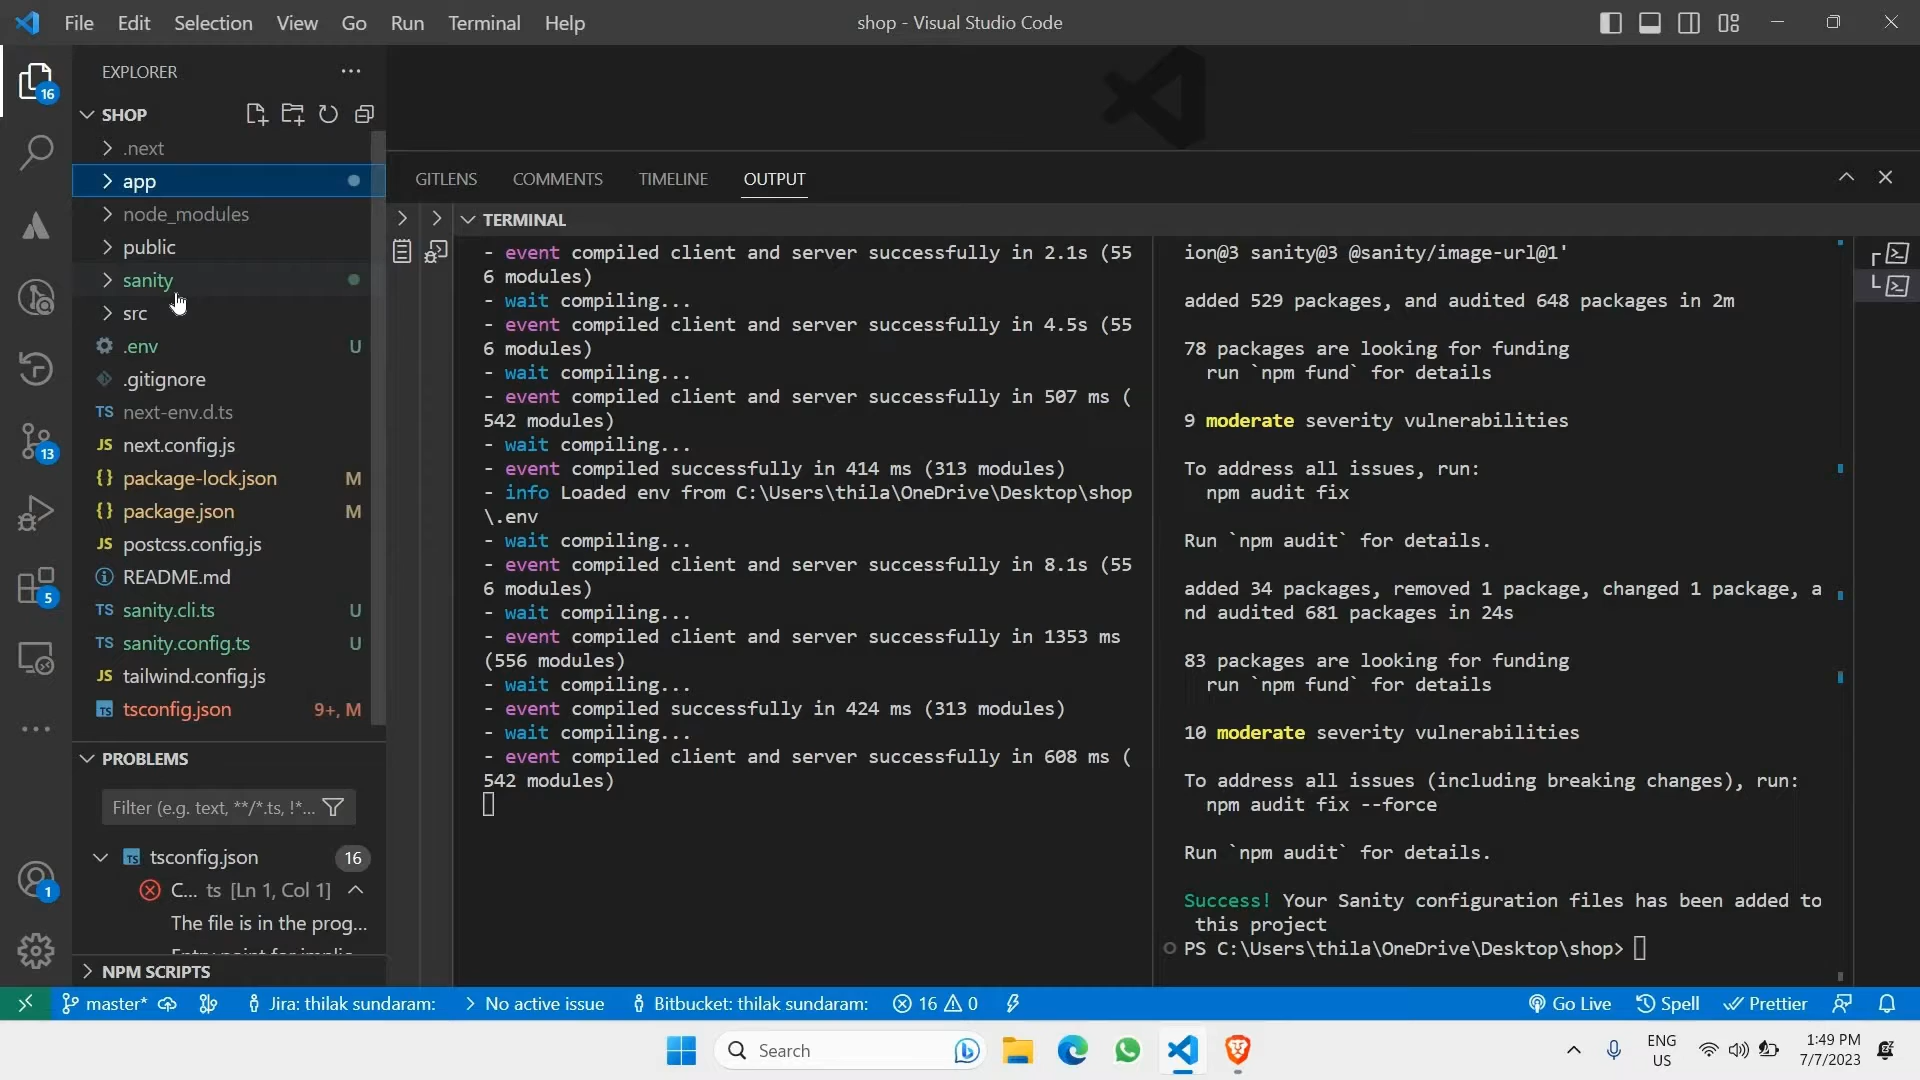 File Edit Selection View Go Run Terminal Help
shop - Visual Studio Code
EXPLORER
SHOP
.next
app
node_modules
public
sanity
src
.env U
.gitignore
TS next-env.d.ts
JS next.config.js
{} package-lock.json M
{} package.json M
JS postcss.config.js
README.md
TS sanity.cli.ts U
TS sanity.config.ts U
JS tailwind.config.js
TS tsconfig.json 9+, M
PROBLEMS
Filter (e.g. text, **/*.ts, !*...
TS tsconfig.json 16
C... ts [Ln 1, Col 1]
The file is in the prog...
NPM SCRIPTS
16
13
5
1
GITLENS COMMENTS TIMELINE OUTPUT
TERMINAL
- event compiled client and server successfully in 2.1s (55
6 modules)
- wait compiling...
- event compiled client and server successfully in 4.5s (55
6 modules)
- wait compiling...
- event compiled client and server successfully in 507 ms (
542 modules)
- wait compiling...
- event compiled successfully in 414 ms (313 modules)
- info Loaded env from C:\Users\thila\OneDrive\Desktop\shop
\.env
- wait compiling...
- event compiled client and server successfully in 8.1s (55
6 modules)
- wait compiling...
- event compiled client and server successfully in 1353 ms
(556 modules)
- wait compiling...
- event compiled successfully in 424 ms (313 modules)
- wait compiling...
- event compiled client and server successfully in 608 ms (
542 modules)
ion@3 sanity@3 @sanity/image-url@1'
added 529 packages, and audited 648 packages in 2m
78 packages are looking for funding
run `npm fund` for details
9 moderate severity vulnerabilities
To address all issues, run:
npm audit fix
Run `npm audit` for details.
added 34 packages, removed 1 package, changed 1 package, a
nd audited 681 packages in 24s
83 packages are looking for funding
run `npm fund` for details
10 moderate severity vulnerabilities
To address all issues (including breaking changes), run:
npm audit fix --force
Run `npm audit` for details.
Success! Your Sanity configuration files has been added to
this project
PS C:\Users\thila\OneDrive\Desktop\shop>
master* Jira: thilak sundaram: No active issue Bitbucket: thilak sundaram: 16 0 Go Live Spell Prettier
Search
ENG
US
1:49 PM
7/7/2023